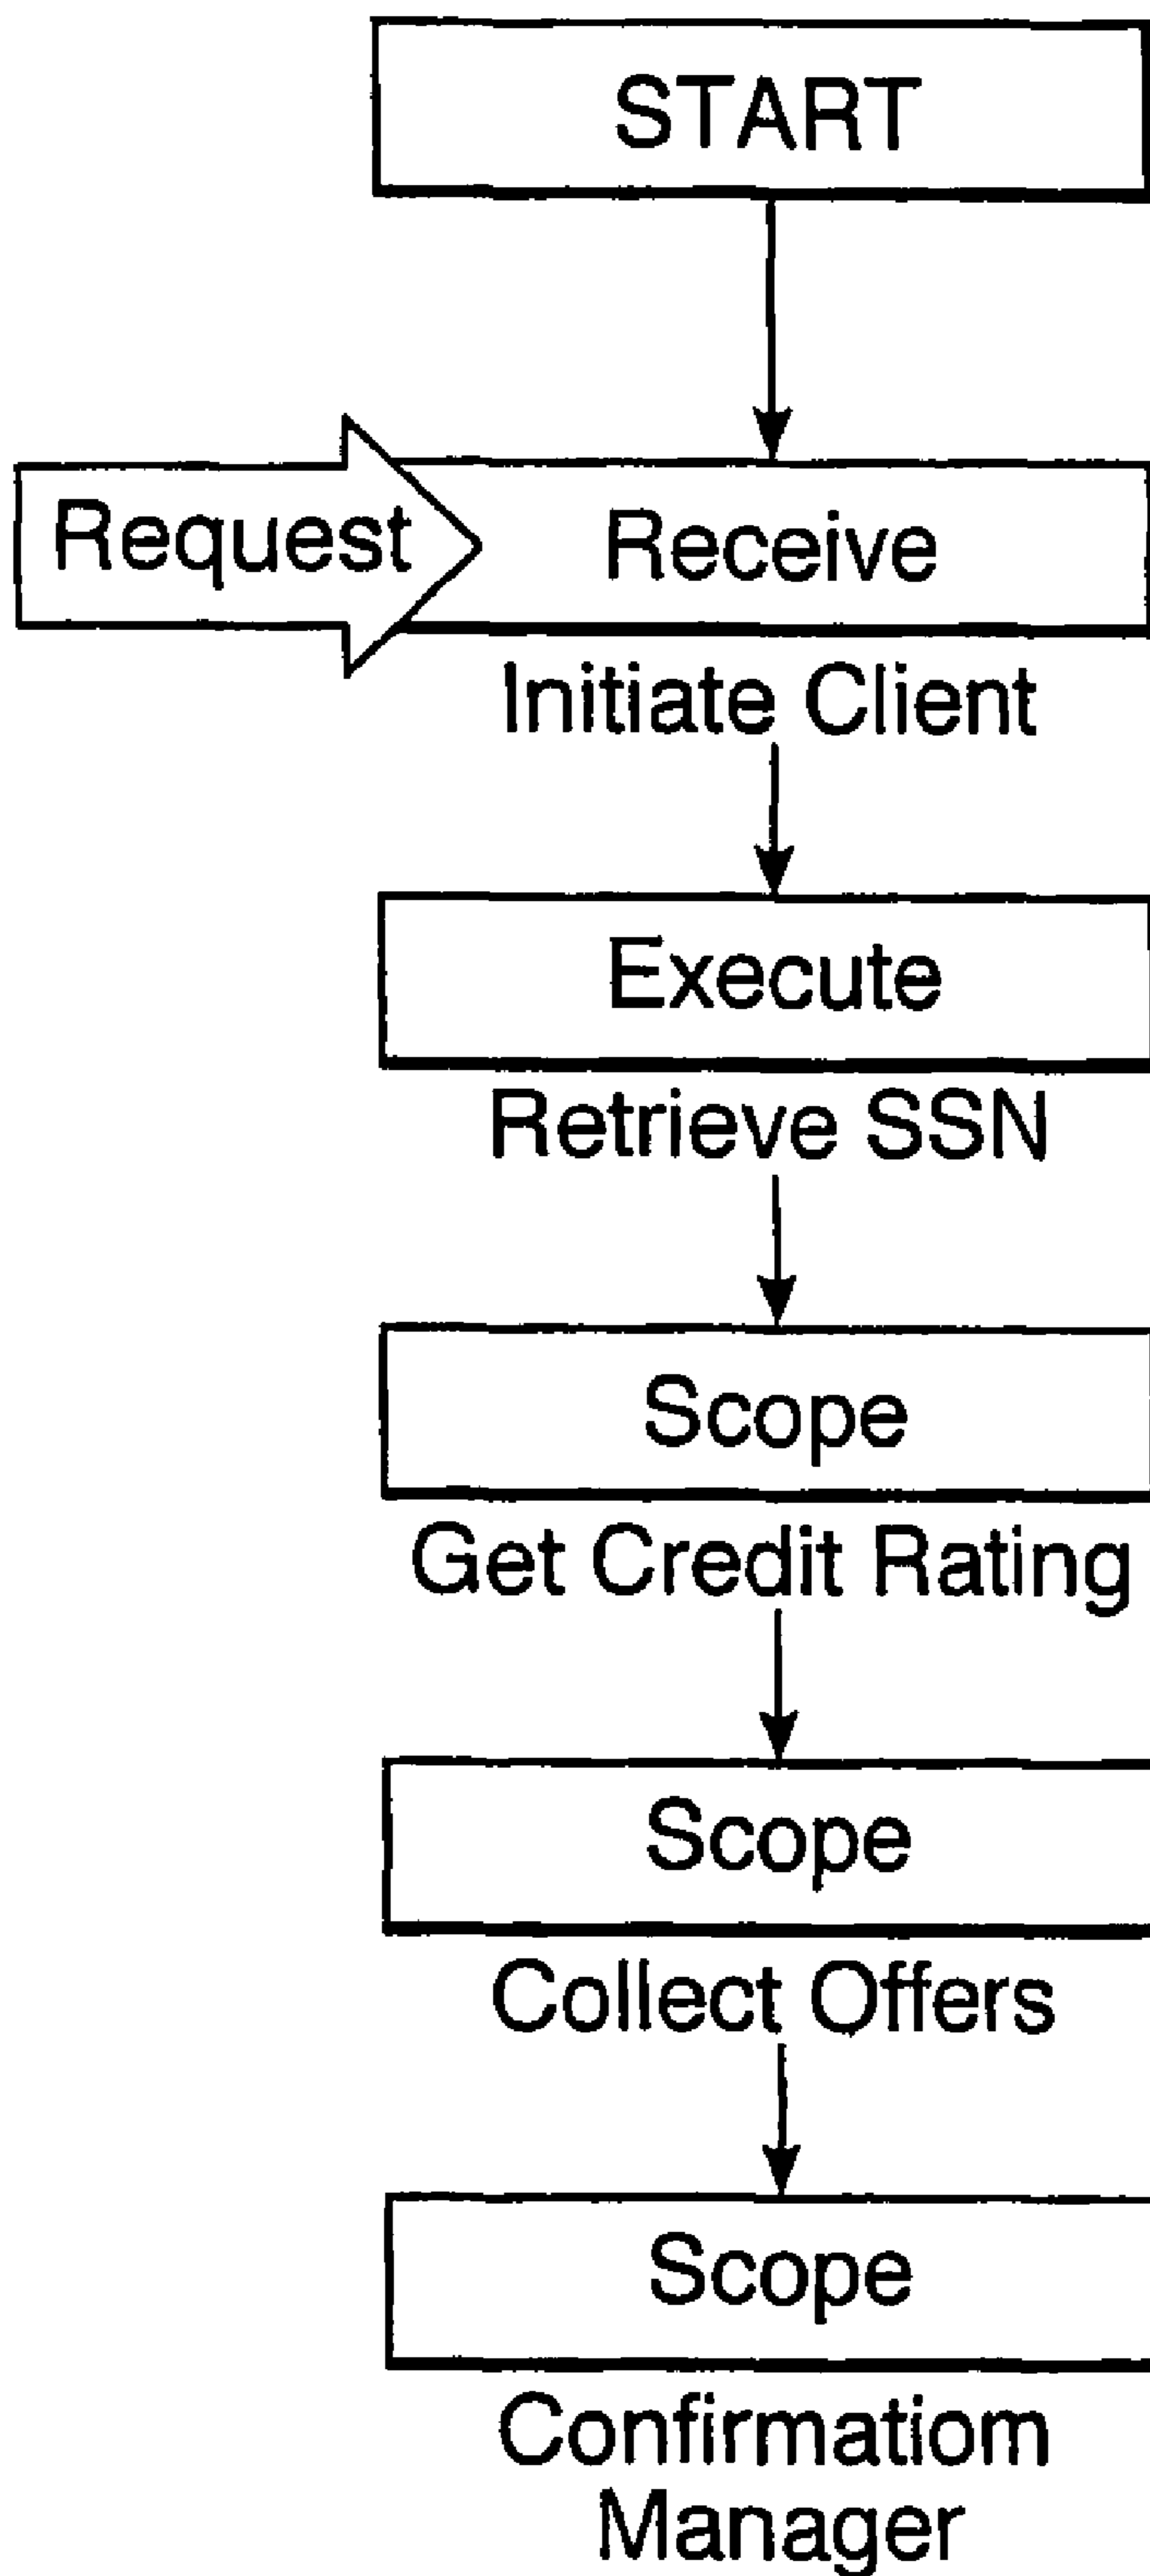 START
Request
Receive
Initiate Client
Execute
Retrieve SSN
Scope
Get Credit Rating
Scope
Collect Offers
Scope
Confirmatiom
Manager